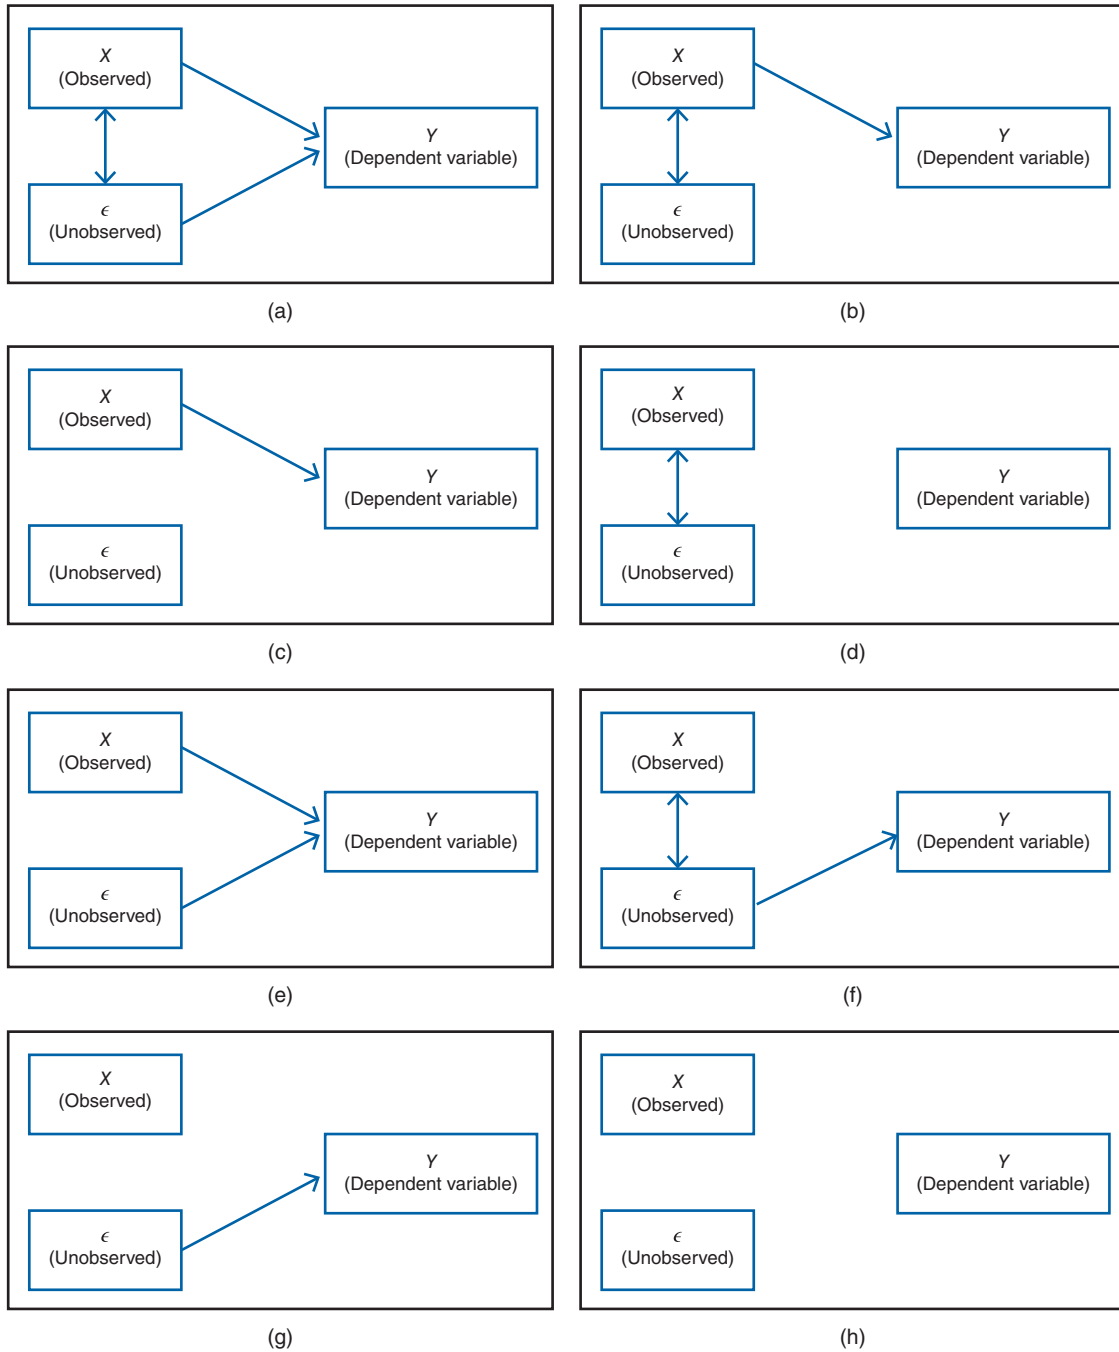 X
(Observed)
Y
(Dependent variable)
ϵ
(Unobserved)
(a)
X
(Observed)
Y
(Dependent variable)
ϵ
(Unobserved)
(b)
X
(Observed)
Y
(Dependent variable)
ϵ
(Unobserved)
(c)
X
(Observed)
Y
(Dependent variable)
ϵ
(Unobserved)
(d)
X
(Observed)
Y
(Dependent variable)
ϵ
(Unobserved)
(e)
X
(Observed)
Y
(Dependent variable)
ϵ
(Unobserved)
(f)
X
(Observed)
Y
(Dependent variable)
ϵ
(Unobserved)
(g)
X
(Observed)
Y
(Dependent variable)
ϵ
(Unobserved)
(h)